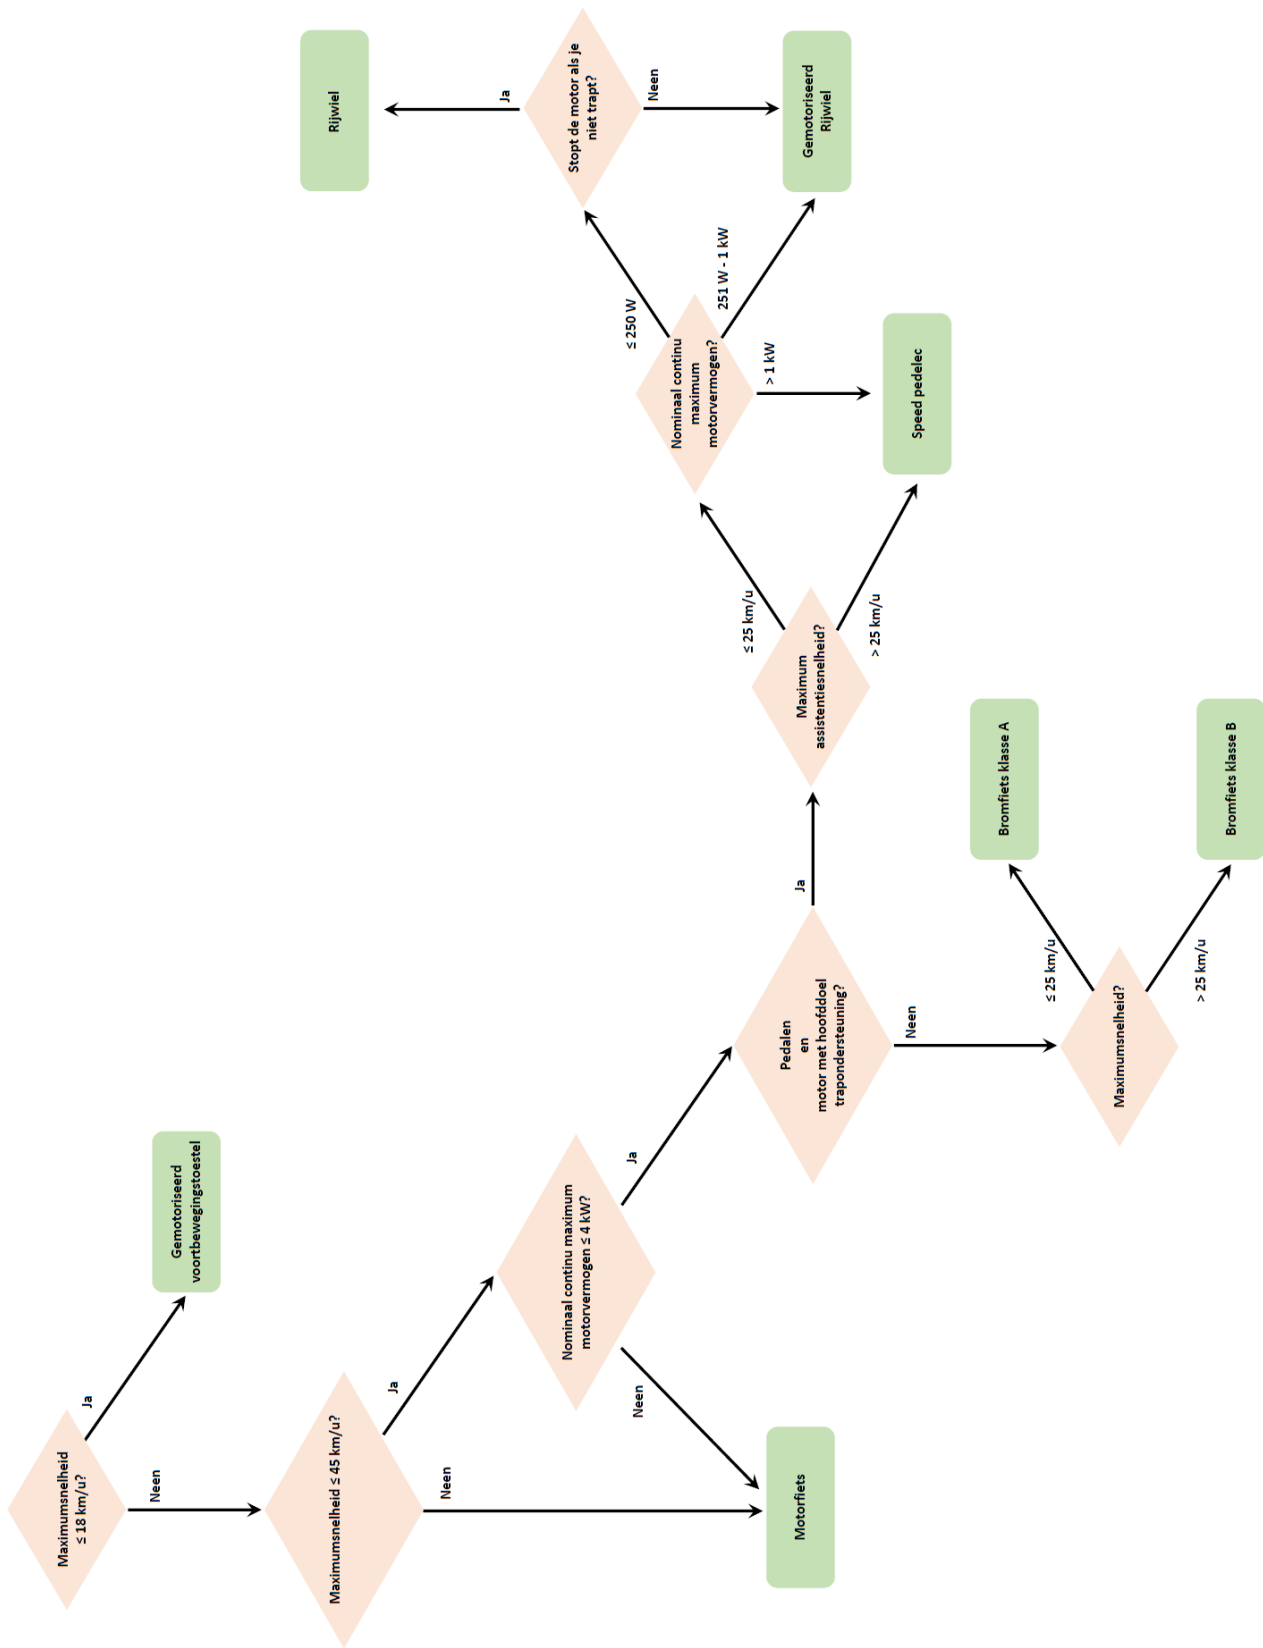 Maximumsnelheid
≤ 18 km/u?
Ja
Gemotoriseerd
voortbewegingstoestel
Neen
Maximumsnelheid ≤ 45 km/u?
Ja
Neen
Nominaal continu maximum
motorvermogen ≤ 4 kW?
Ja
Neen
Motorfiets
Pedalen
en
motor met hoofddoel
trapondersteuning?
Ja
Neen
Maximumsnelheid?
≤ 25 km/u
> 25 km/u
Bromfiets klasse A
Bromfiets klasse B
Maximum
assistentiesnelheid?
≤ 25 km/u
> 25 km/u
Nominaal continu
maximum
motorvermogen?
≤ 250 W
251 W - 1 kW
> 1 kW
Speed pedelec
Stopt de motor als je
niet trapt?
Ja
Neen
Rijwiel
Gemotoriseerd
Rijwiel